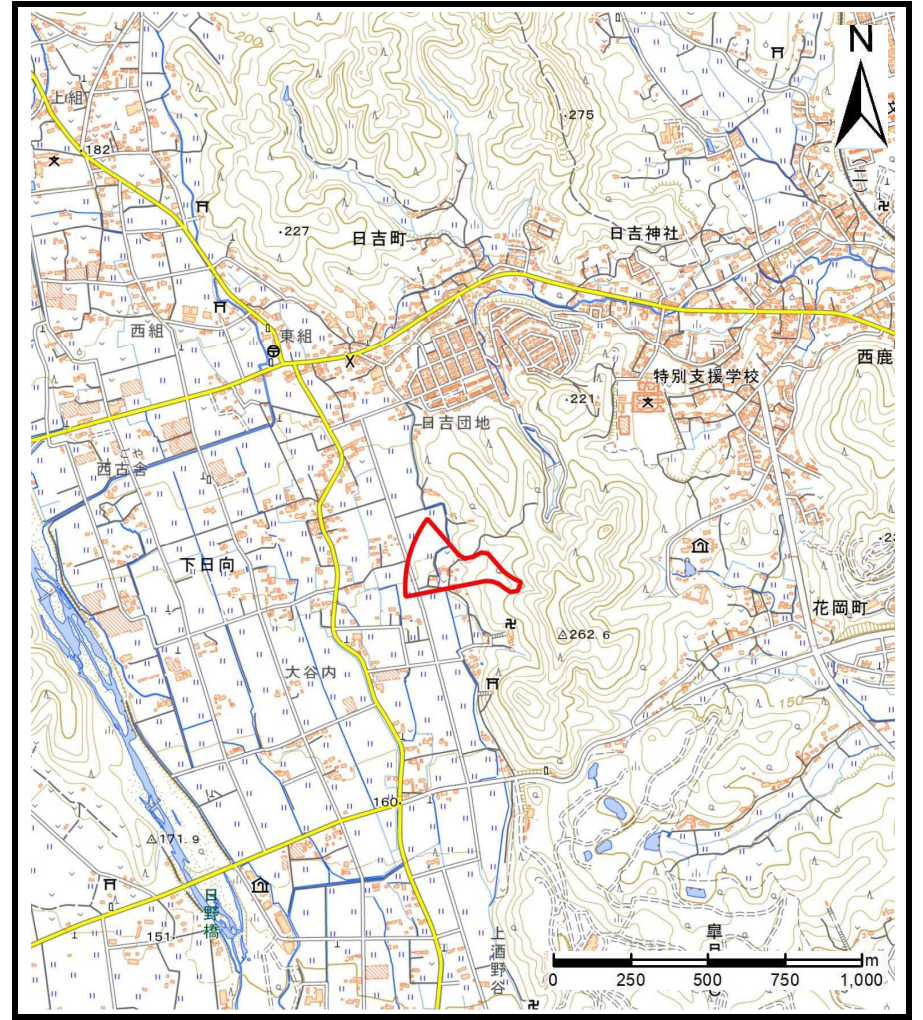 N
上組
200
182
275
227
日吉町
日吉神社
西組
東組
西鹿
特別支援学校
221
日吉団地
ごや
西古舎
下日向
花岡町
262.6
大谷内
150
160
171.9
日野橋
151
上酒野谷
0 250 500 750 1,000 m